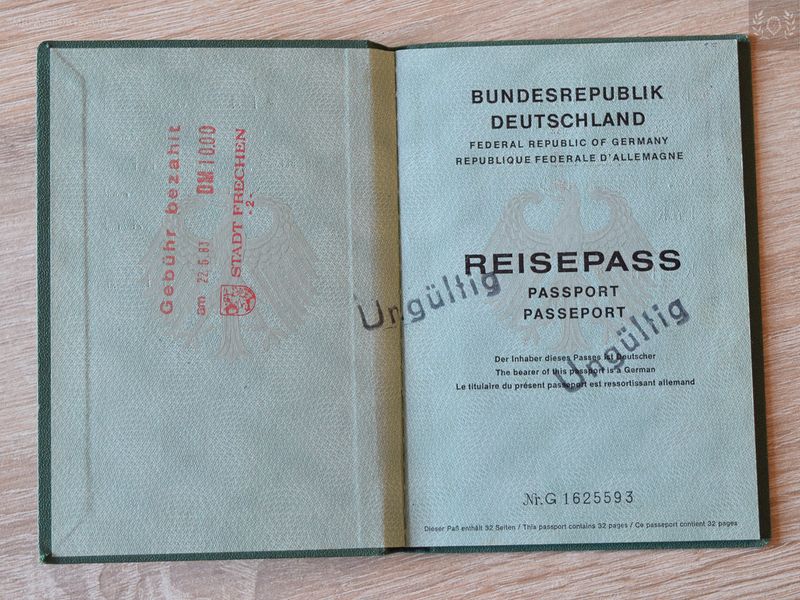 Gebühr bezahlt
am 22.5.81 DM 10.00
STADT FRECHEN
- 2 -
BUNDESREPUBLIK
DEUTSCHLAND
FEDERAL REPUBLIC OF GERMANY
REPUBLIQUE FEDERALE D'ALLEMAGNE
REISEPASS
PASSPORT
PASSEPORT
Ungültig
Ungültig
Der Inhaber dieses Passes ist Deutscher
The bearer of this passport is a German
Le titulaire du présent passeport est ressortissant allemand
Nr. G 1625593
Dieser Paß enthält 32 Seiten / This passport contains 32 pages / Ce passeport contient 32 pages